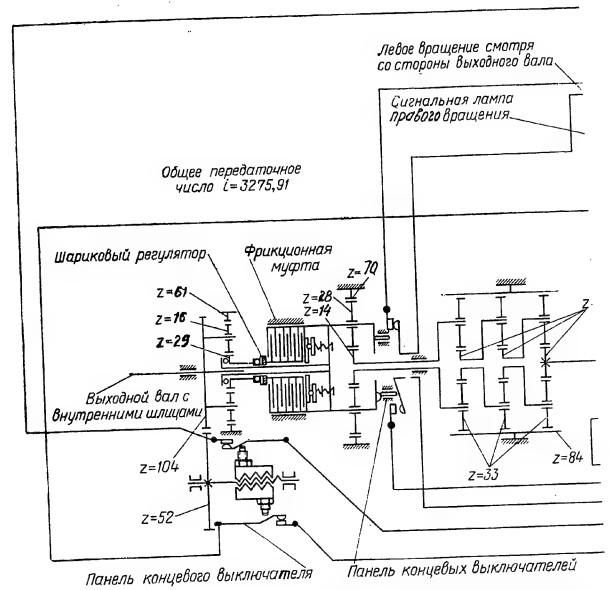 Левое вращение смотря
со стороны выходного вала
Сигнальная лампа
правого вращения
Общее передаточное
число i=3275,91
Шариковый регулятор
Фрикционная
муфта
z=70
z=28
z=14
z=61
z=16
z=29
z=
Выходной вал с
внутренними шлицами
z=104
z=52
z=33
z=84
Панель концевого выключателя
Панель концевых выключателей